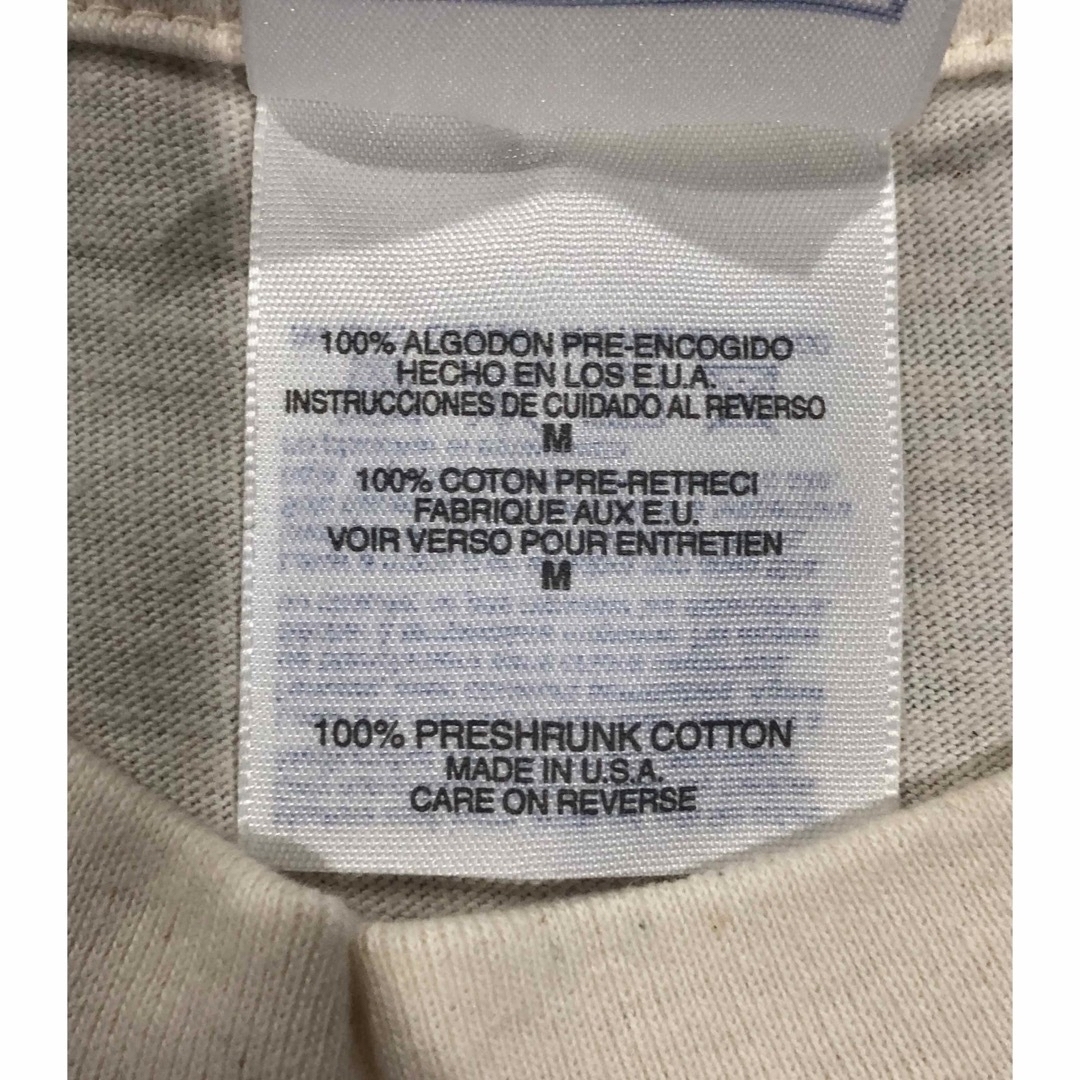 100% ALGODON PRE-ENCOGIDO
HECHO EN LOS E.U.A.
INSTRUCCIONES DE CUIDADO AL REVERSO
M
100% COTON PRE-RETRECI
FABRIQUE AUX E.U.
VOIR VERSO POUR ENTRETIEN
M
100% PRESHRUNK COTTON
MADE IN U.S.A.
CARE ON REVERSE